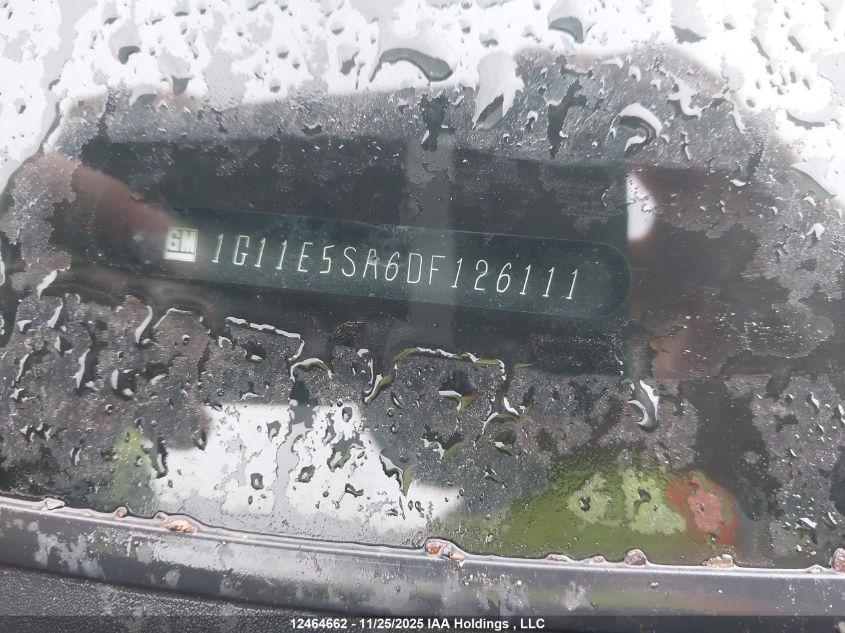 GM 1G11E5SA6DF126111
12464662 - 11/25/2025 IAA Holdings , LLC